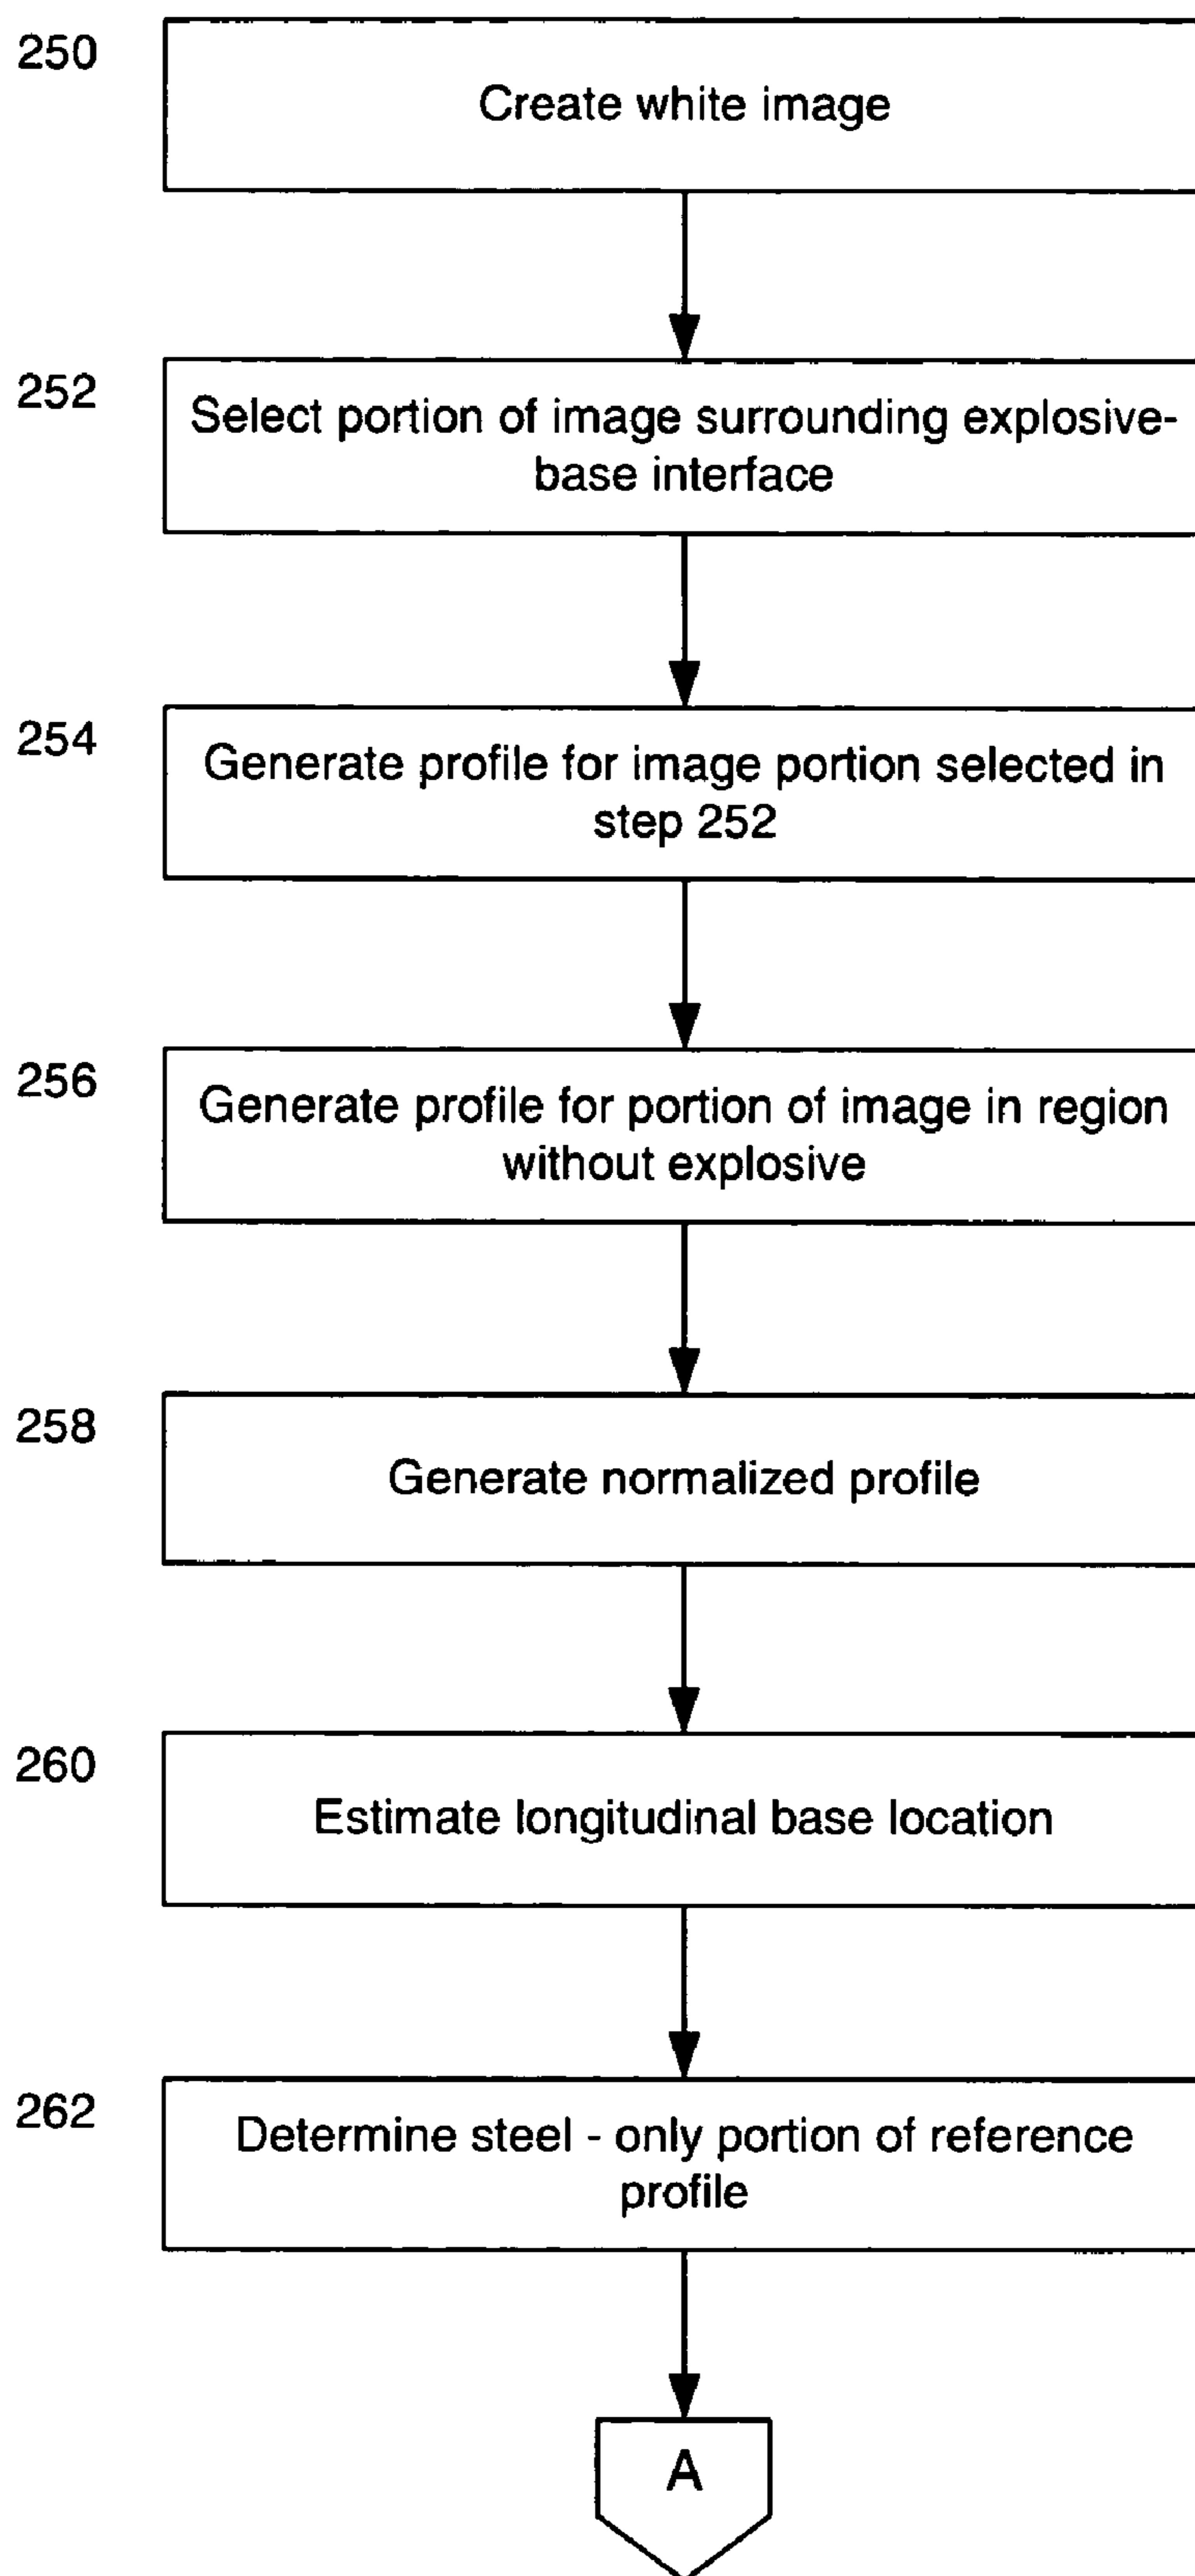 250
Create white image
252
Select portion of image surrounding explosive-
base interface
254
Generate profile for image portion selected in
step 252
256
Generate profile for portion of image in region
without explosive
258
Generate normalized profile
260
Estimate longitudinal base location
262
Determine steel - only portion of reference
profile
A